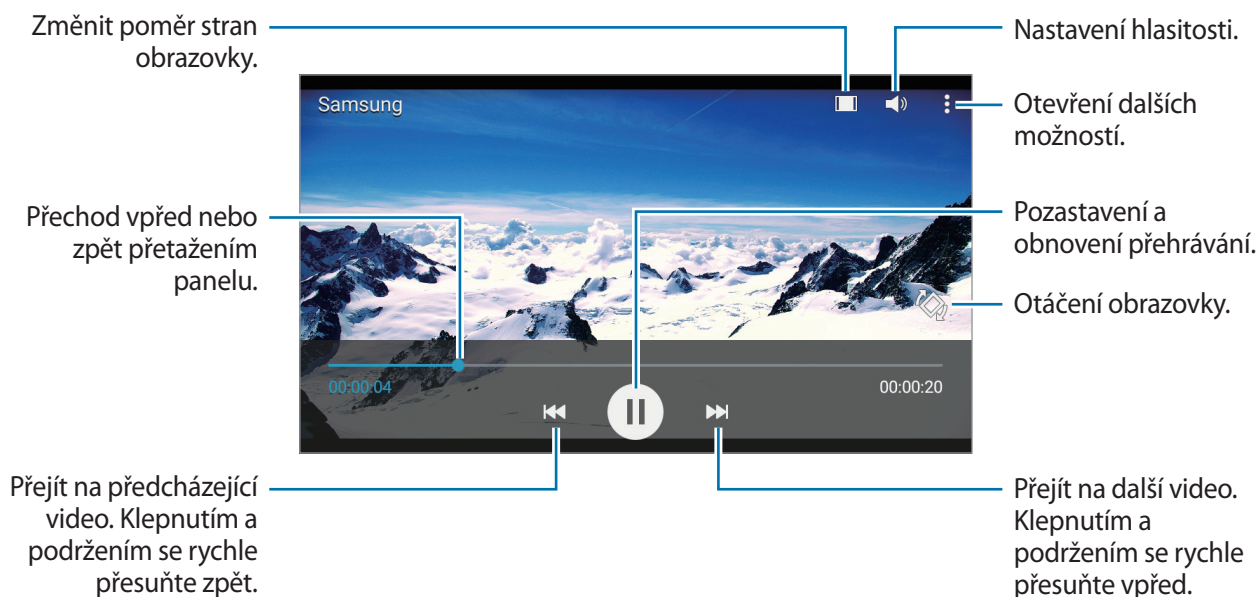 Změnit poměr stran
obrazovky.
Nastavení hlasitosti.
Samsung
Otevření dalších
možností.
Přechod vpřed nebo
zpět přetažením
panelu.
Pozastavení a
obnovení přehrávání.
Otáčení obrazovky.
00:00:04
00:00:20
Přejít na předcházející
video. Klepnutím a
podržením se rychle
přesuňte zpět.
Přejít na další video.
Klepnutím a
podržením se rychle
přesuňte vpřed.